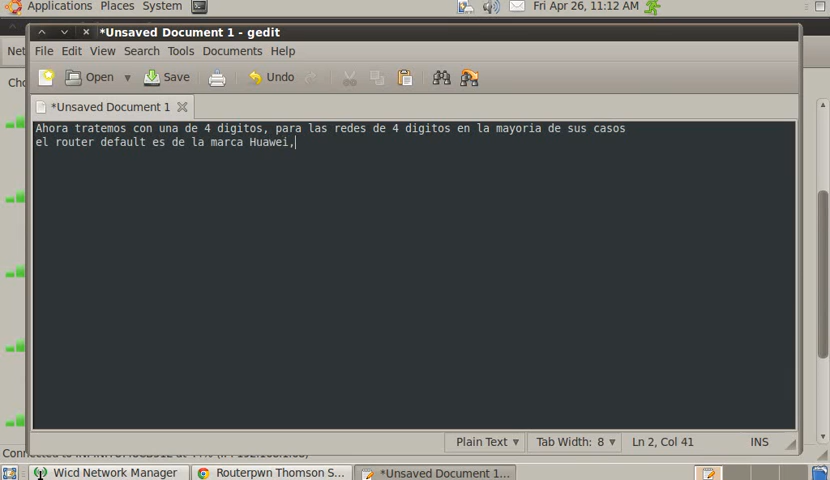 Applications Places System Fri Apr 26, 11:12 AM
*Unsaved Document 1 - gedit
File Edit View Search Tools Documents Help
Open Save Undo
*Unsaved Document 1
Ahora tratemos con una de 4 digitos, para las redes de 4 digitos en la mayoria de sus casos
el router default es de la marca Huawei,
Plain Text Tab Width: 8 Ln 2, Col 41 INS
Wicd Network Manager Routerpwn Thomson S... *Unsaved Document 1...